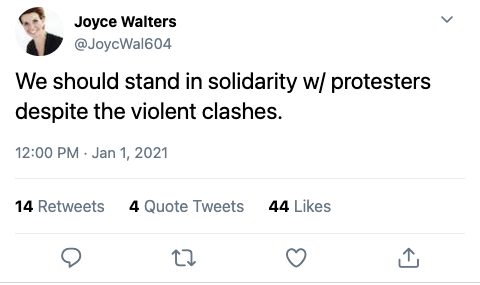 Joyce Walters
@JoycWal604
We should stand in solidarity w/ protesters
despite the violent clashes.
12:00 PM · Jan 1, 2021
14 Retweets 4 Quote Tweets 44 Likes